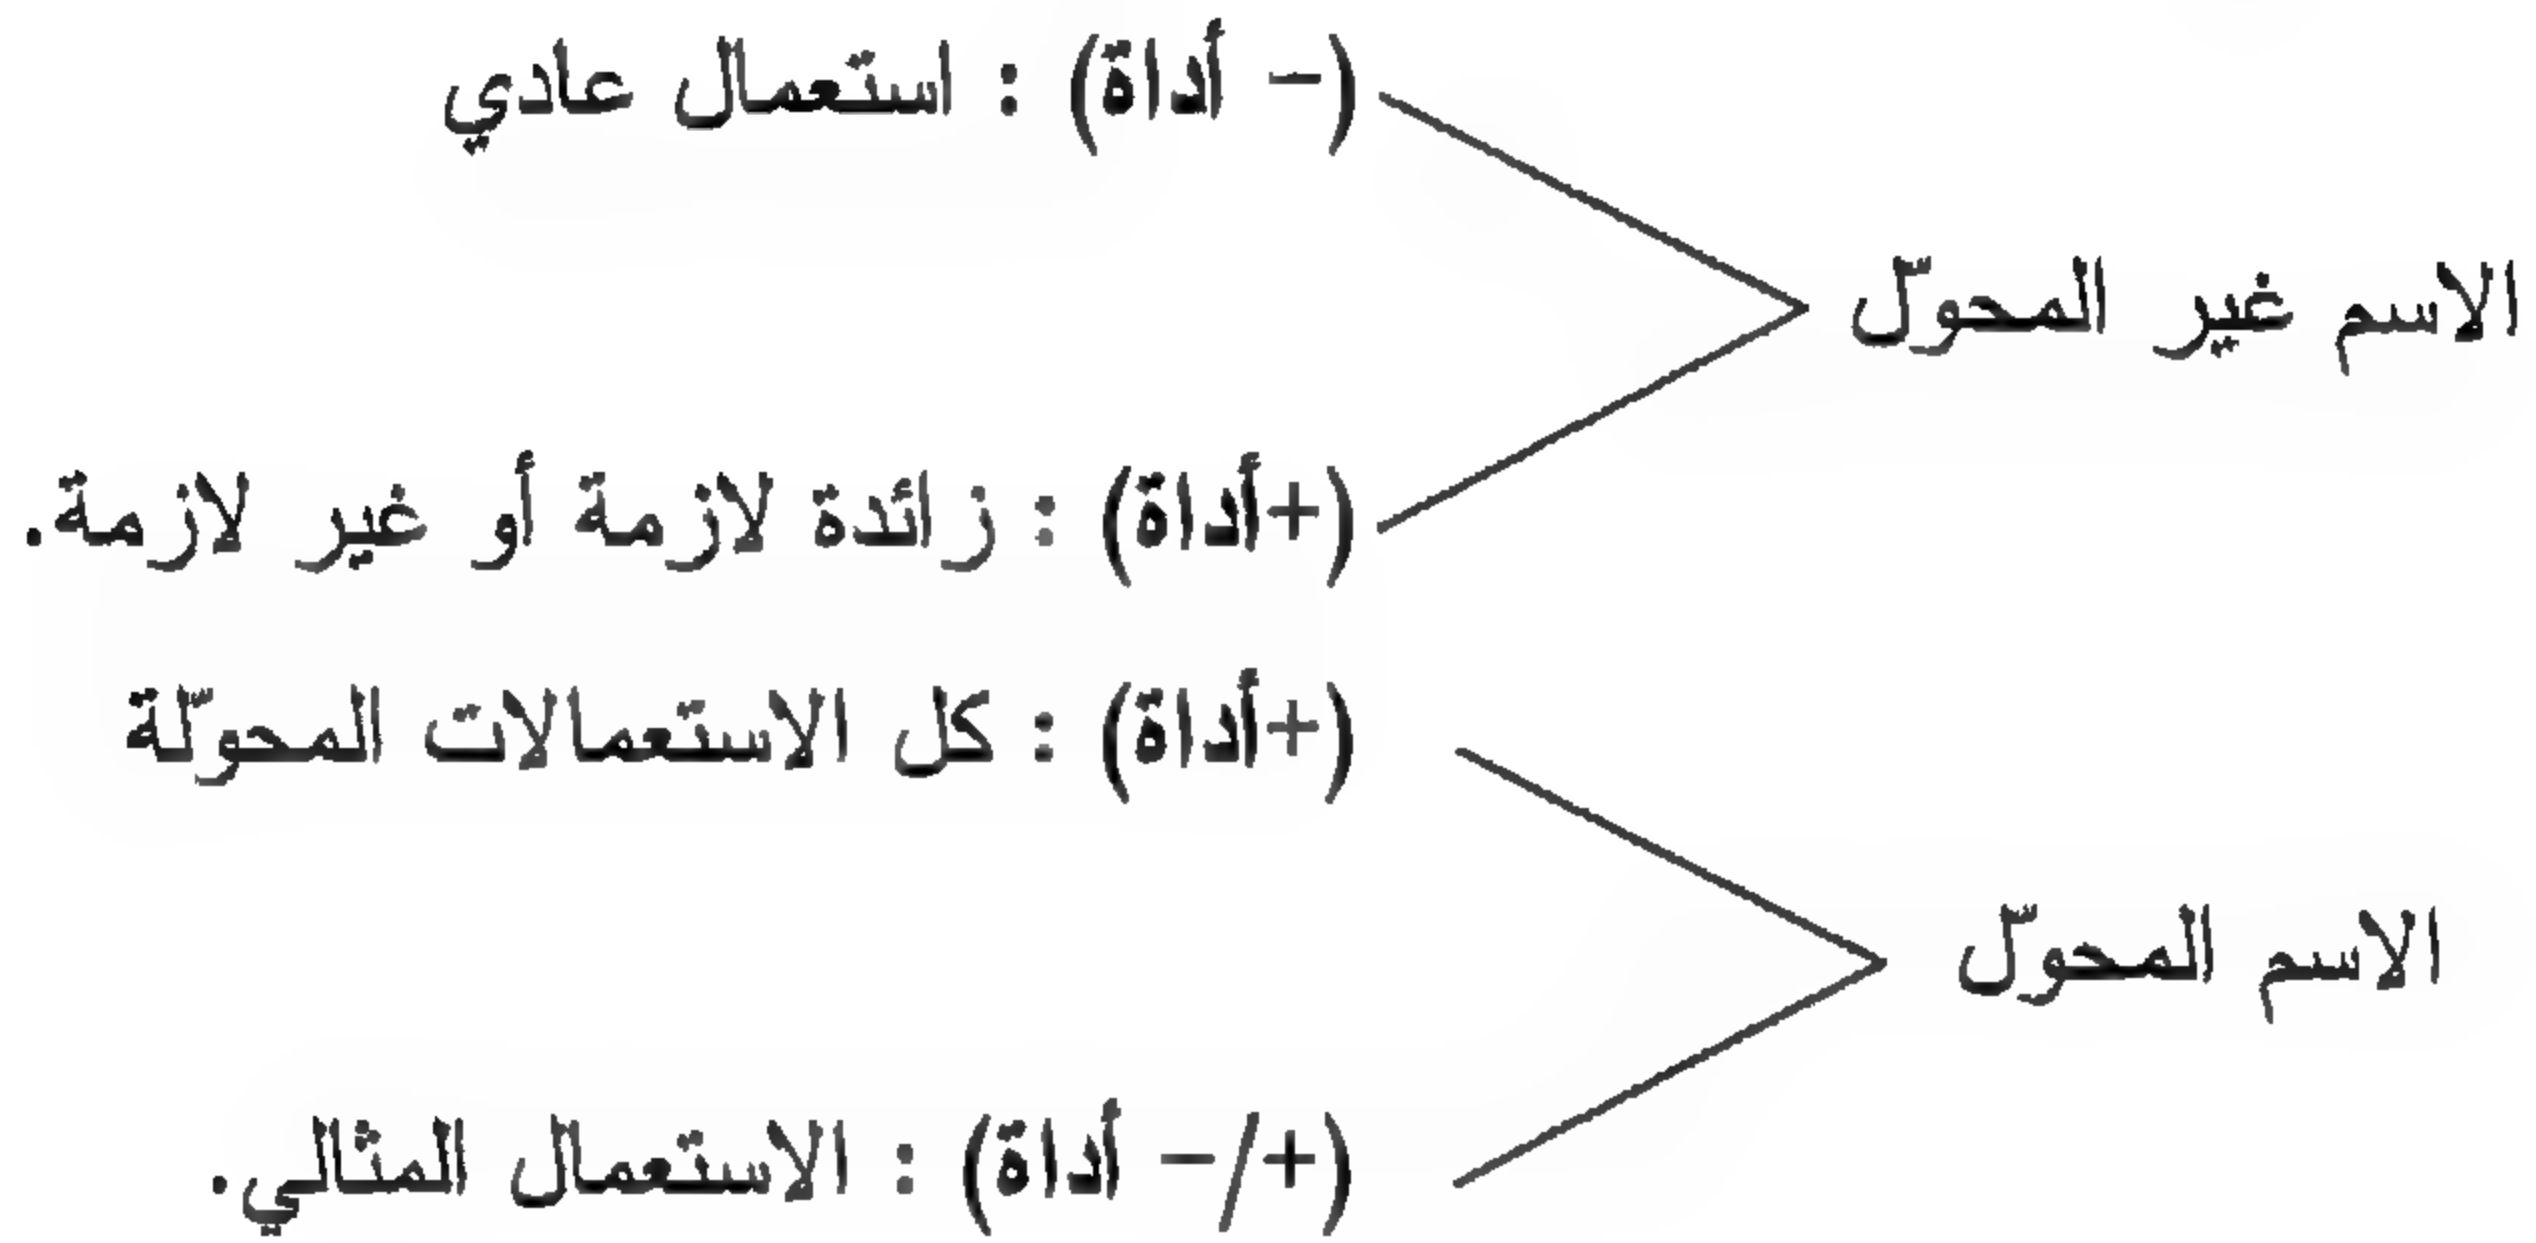 (- أداة) : استعمال عادي
الاسم غير المحوّل
(+أداة) : زائدة لازمة أو غير لازمة.
(+أداة) : كل الاستعمالات المحوّلة
الاسم المحوّل
(+/- أداة) : الاستعمال المثالي.